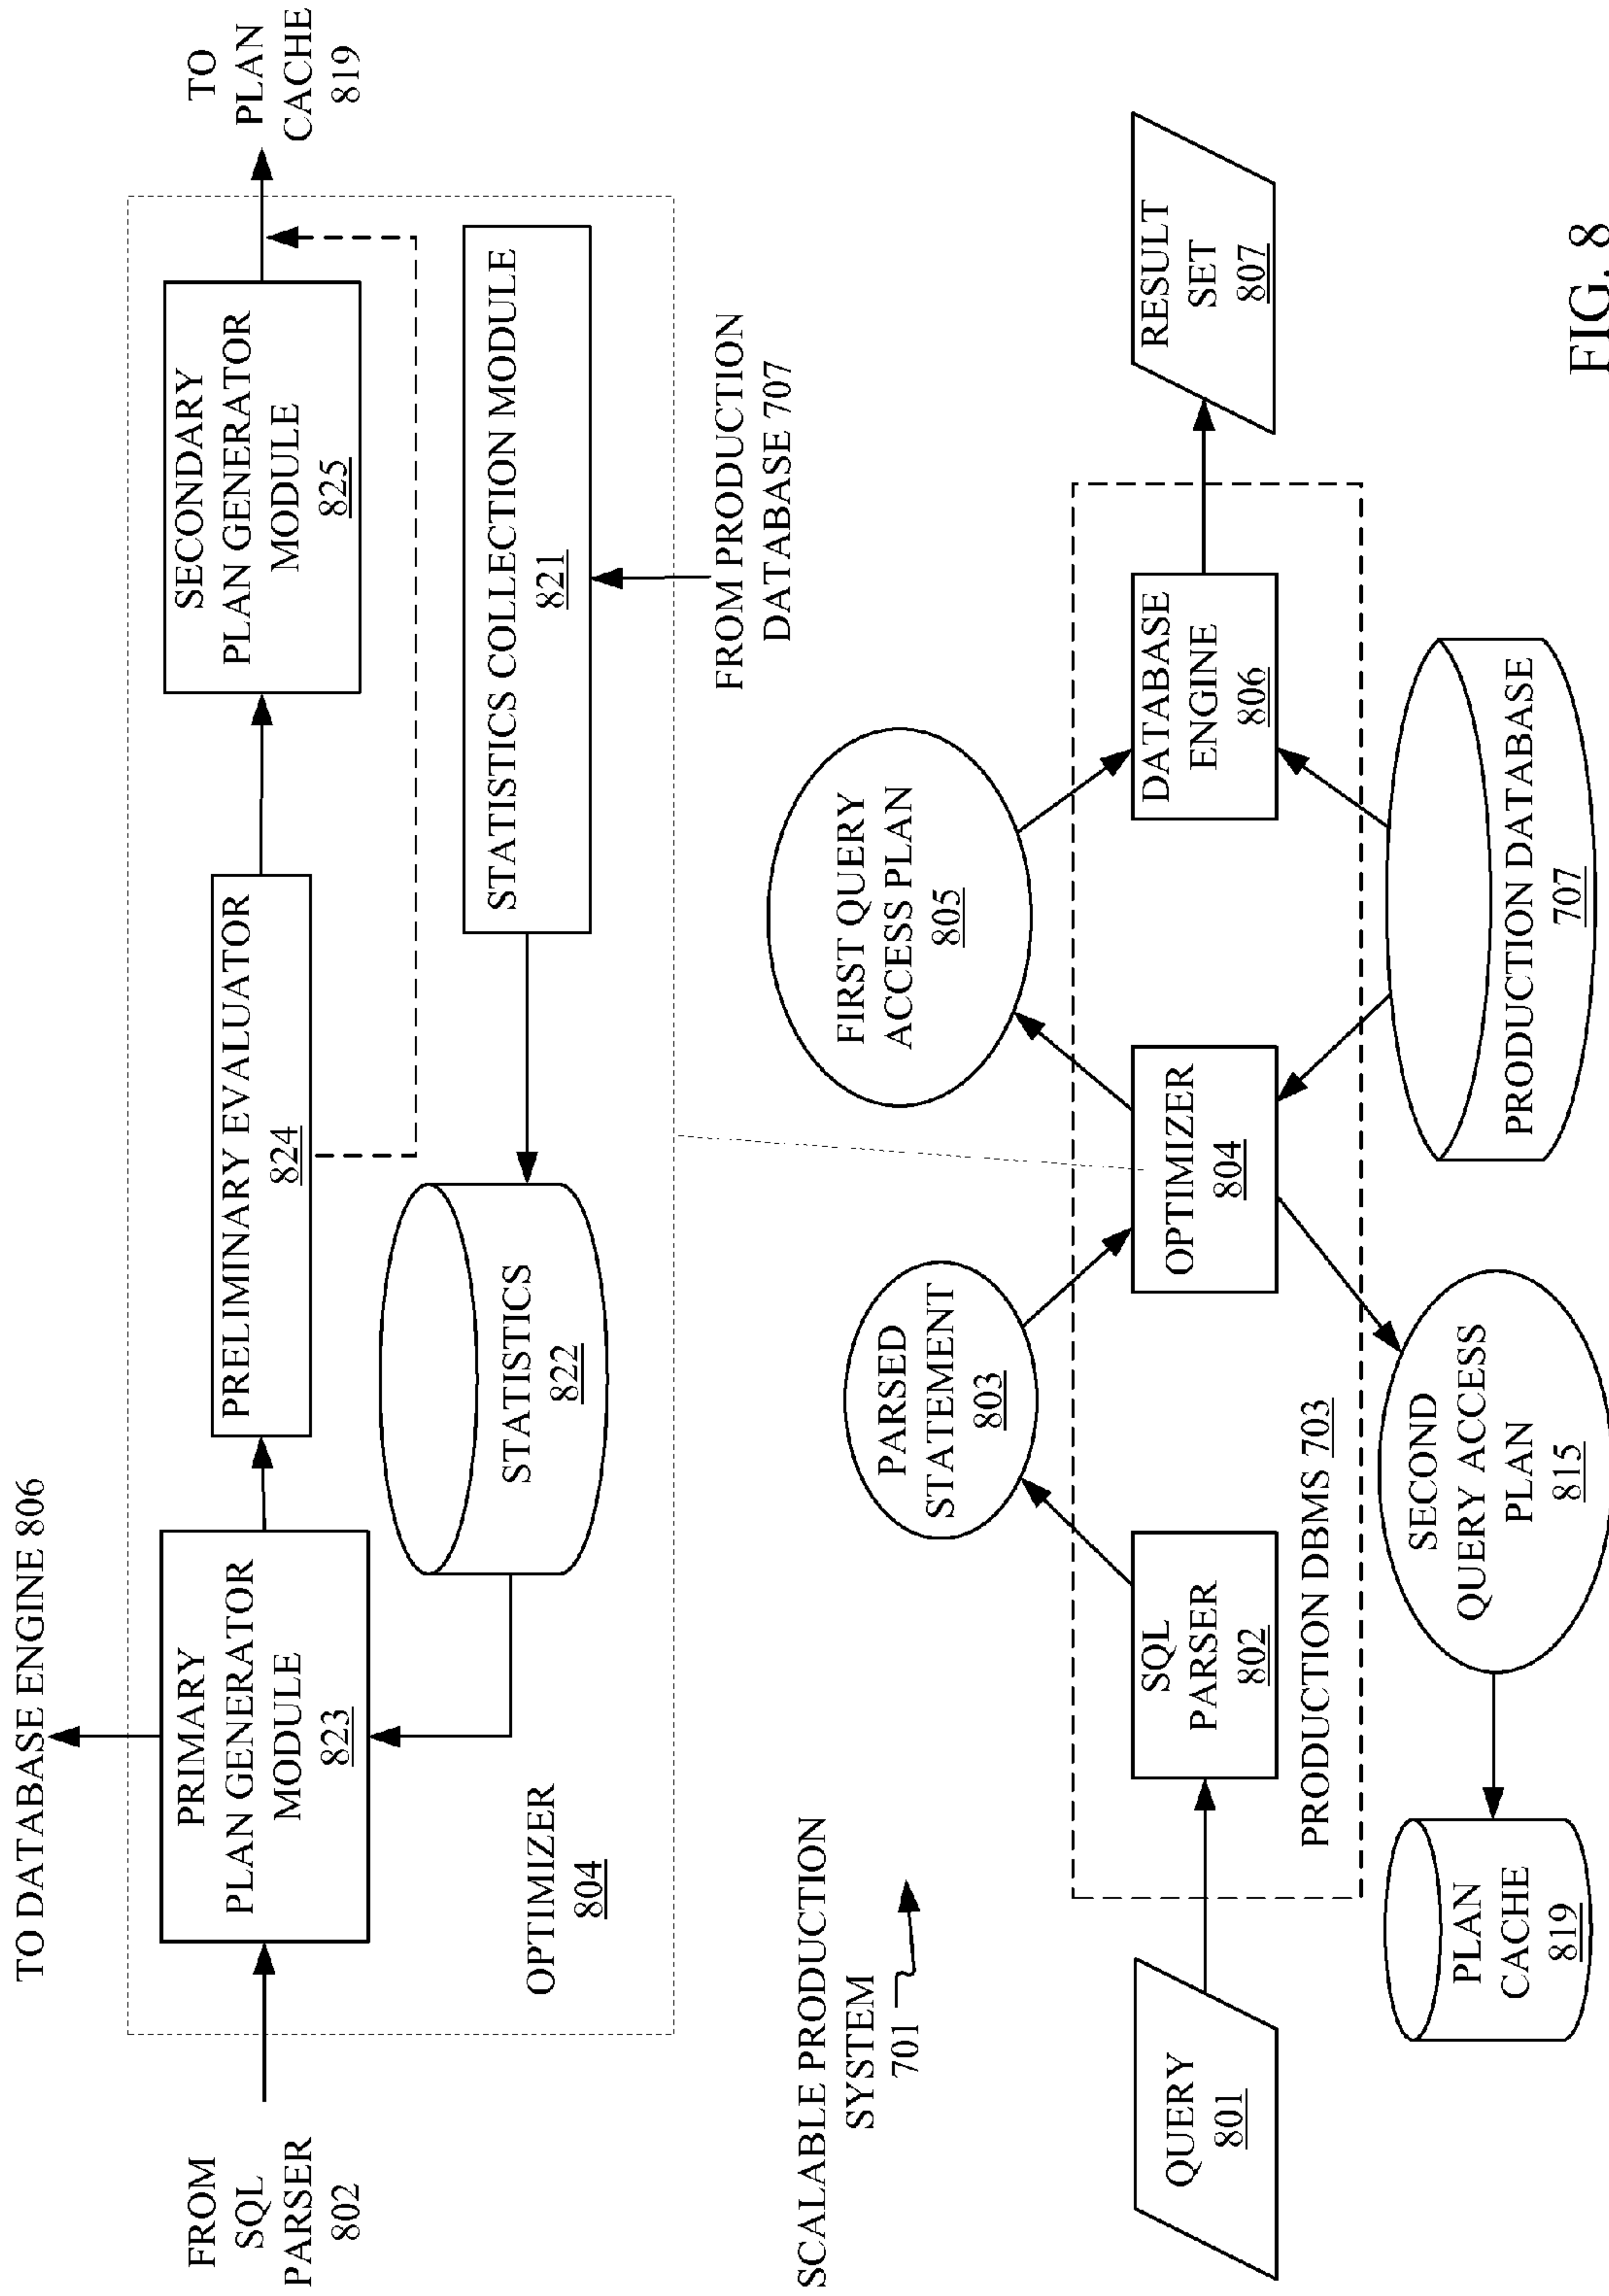 TO DATABASE ENGINE 806
FROM
SQL
PARSER
802
PRIMARY
PLAN GENERATOR
MODULE
823
PRELIMINARY EVALUATOR
824
SECONDARY
PLAN GENERATOR
MODULE
825
TO
PLAN
CACHE
819
OPTIMIZER
804
STATISTICS
822
STATISTICS COLLECTION MODULE
821
FROM PRODUCTION
DATABASE 707
SCALABLE PRODUCTION
SYSTEM
701
PARSED
STATEMENT
803
FIRST QUERY
ACCESS PLAN
805
QUERY
801
SQL
PARSER
802
OPTIMIZER
804
DATABASE
ENGINE
806
RESULT
SET
807
PRODUCTION DBMS 703
PLAN
CACHE
819
SECOND
QUERY ACCESS
PLAN
815
PRODUCTION DATABASE
707
FIG. 8